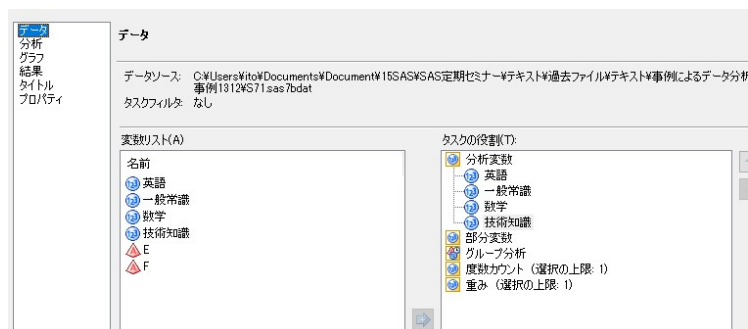 データ
分析
グラフ
結果
タイトル
プロパティ
データ
データソース: C:¥Users¥ito¥Documents¥Document¥15SAS¥SAS定期セミナー¥テキスト¥過去ファイル¥テキスト¥事例によるデータ分析
事例1312¥S71.sas7bdat
タスクフィルタ: なし
変数リスト(A)
名前
英語
一般常識
数学
技術知識
E
F
タスクの役割(T):
分析変数
英語
一般常識
数学
技術知識
部分変数
グループ分析
度数カウント (選択の上限: 1)
重み (選択の上限: 1)